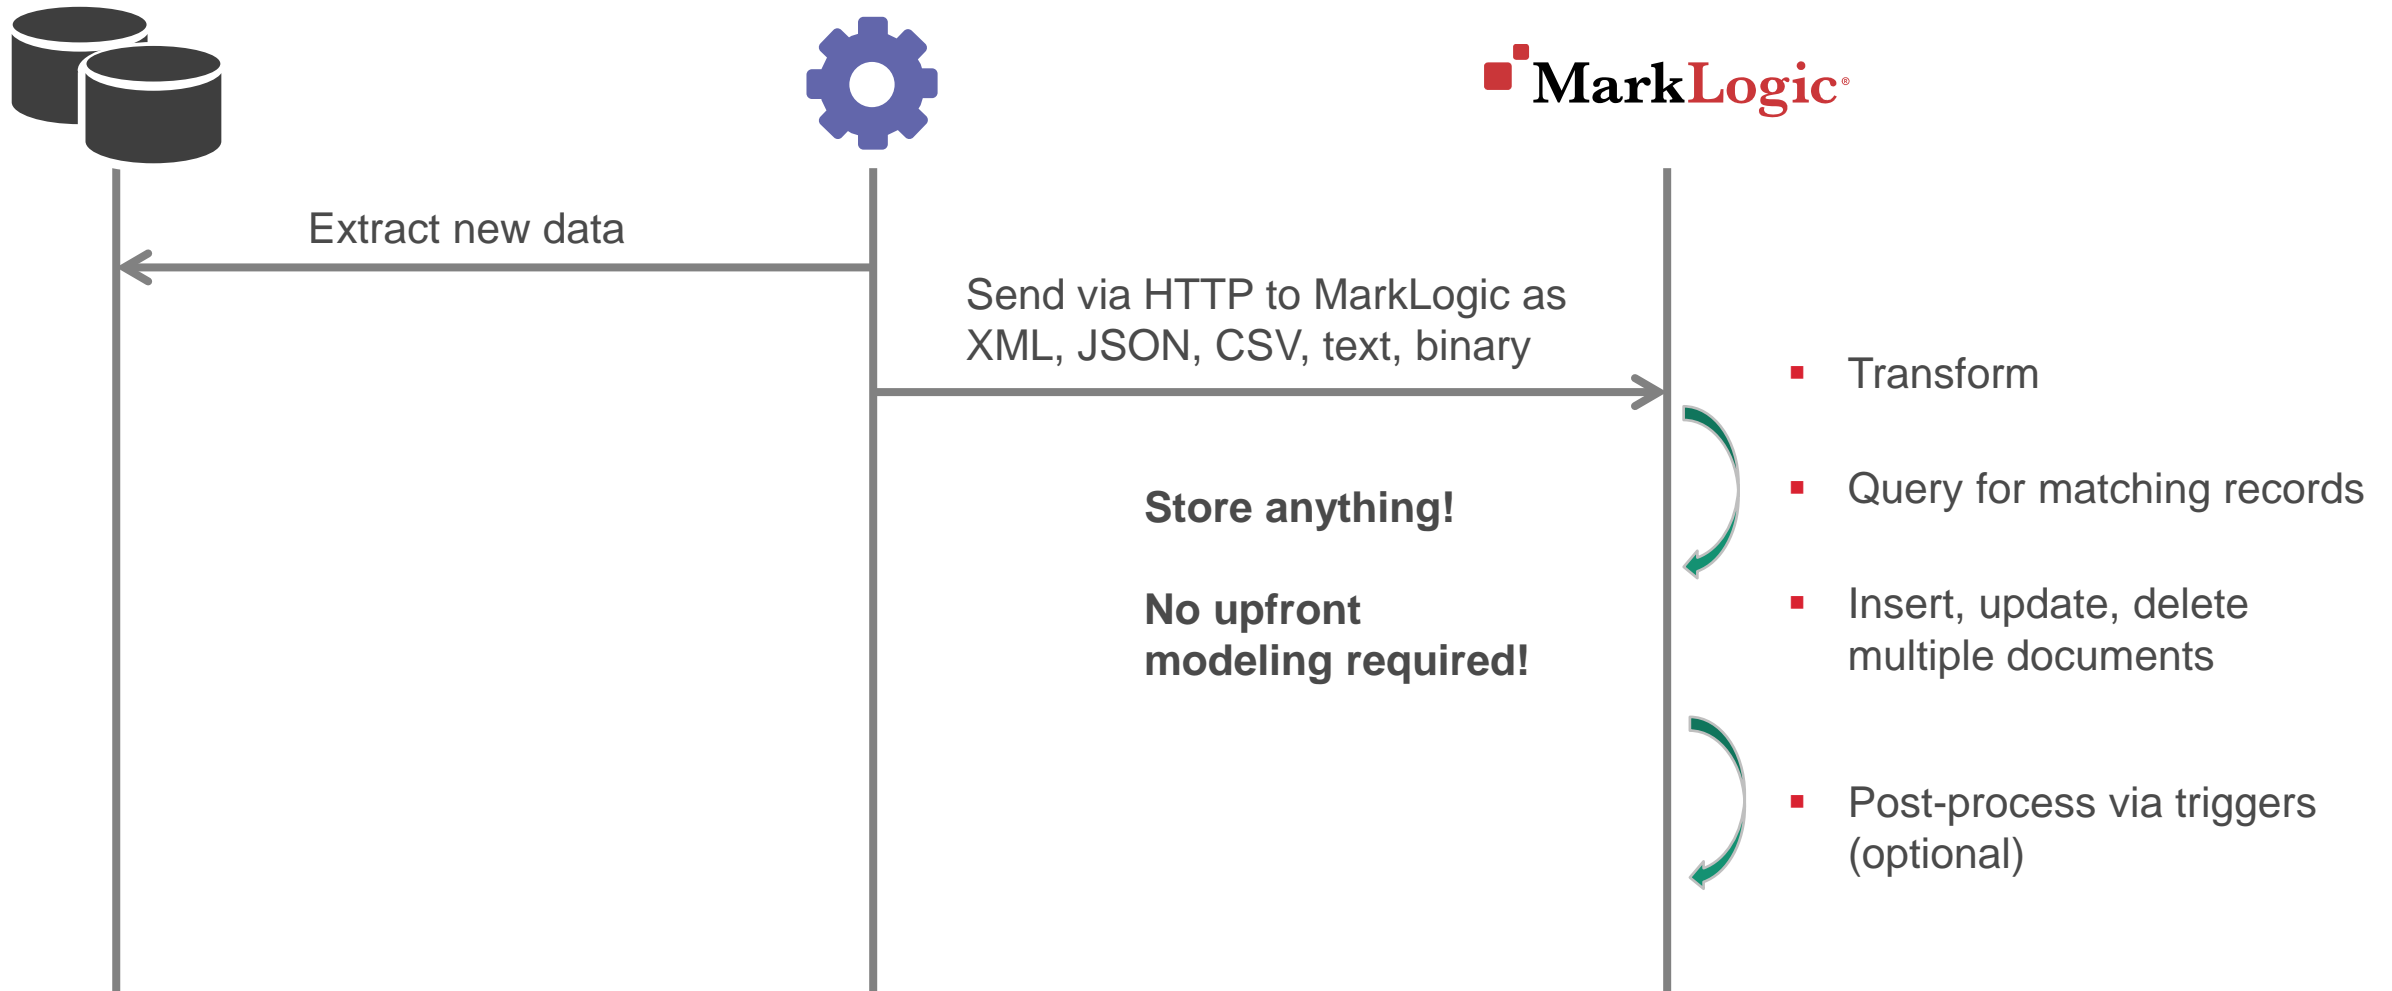 MarkLogic®
Extract new data
Send via HTTP to MarkLogic as
XML, JSON, CSV, text, binary
Store anything!
No upfront
modeling required!
▪ Transform
▪ Query for matching records
▪ Insert, update, delete
multiple documents
▪ Post-process via triggers
(optional)